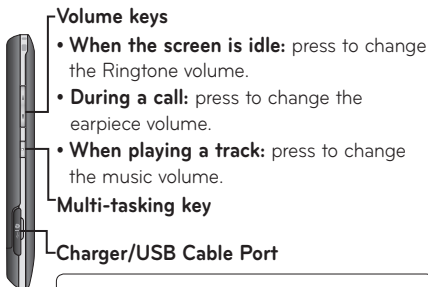 Volume keys
• When the screen is idle: press to change
the Ringtone volume.
• During a call: press to change the
earpiece volume.
• When playing a track: press to change
the music volume.
Multi-tasking key
Charger/USB Cable Port